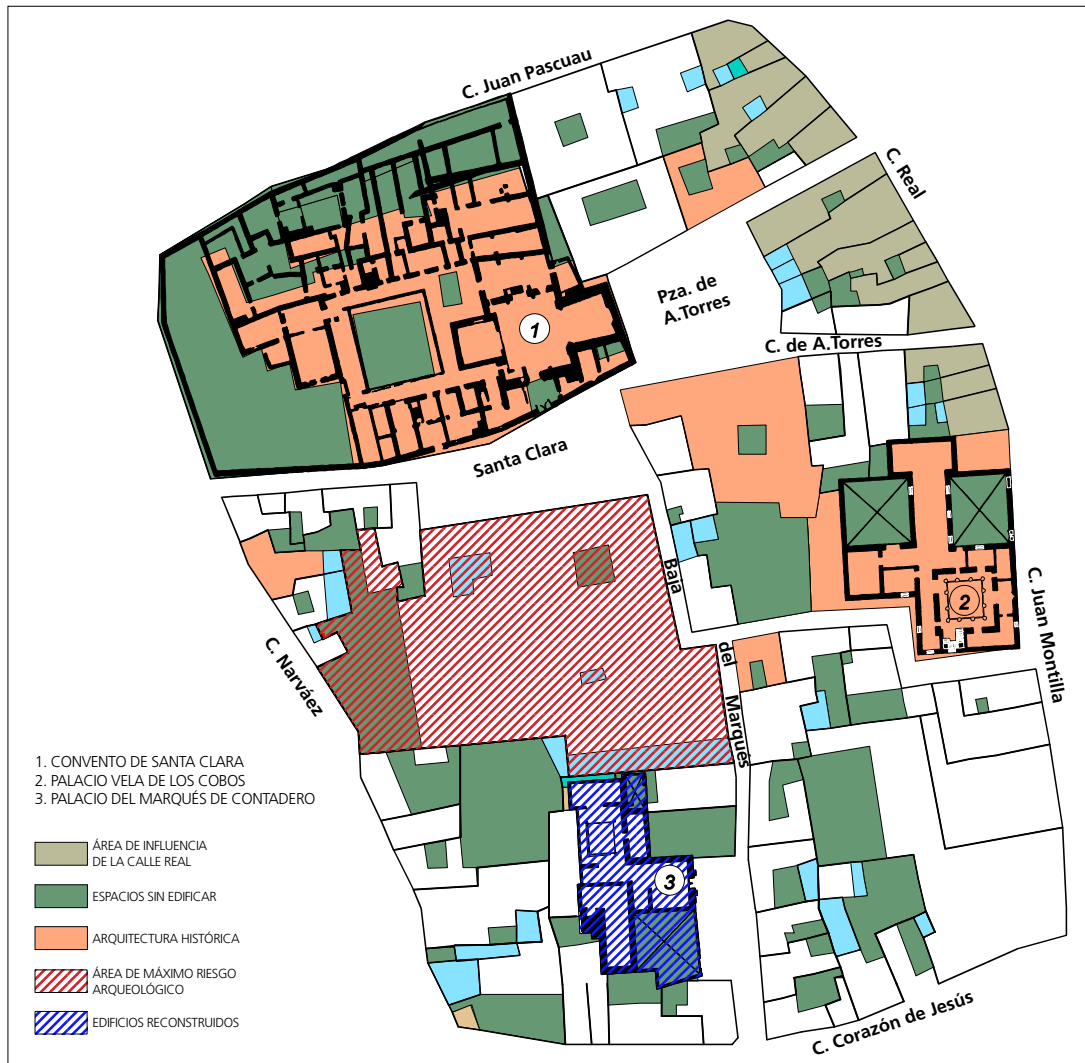 C. Juan Pascuau
C. Real
Pza. de
A.Torres
C. de A.Torres
1
Santa Clara
Baja
del
Marqués
2
C. Juan Montilla
C. Narváez
1. CONVENTO DE SANTA CLARA
2. PALACIO VELA DE LOS COBOS
3. PALACIO DEL MARQUÉS DE CONTADERO
ÁREA DE INFLUENCIA
DE LA CALLE REAL
ESPACIOS SIN EDIFICAR
ARQUITECTURA HISTÓRICA
ÁREA DE MÁXIMO RIESGO
ARQUEOLÓGICO
EDIFICIOS RECONSTRUIDOS
3
C. Corazón de Jesús